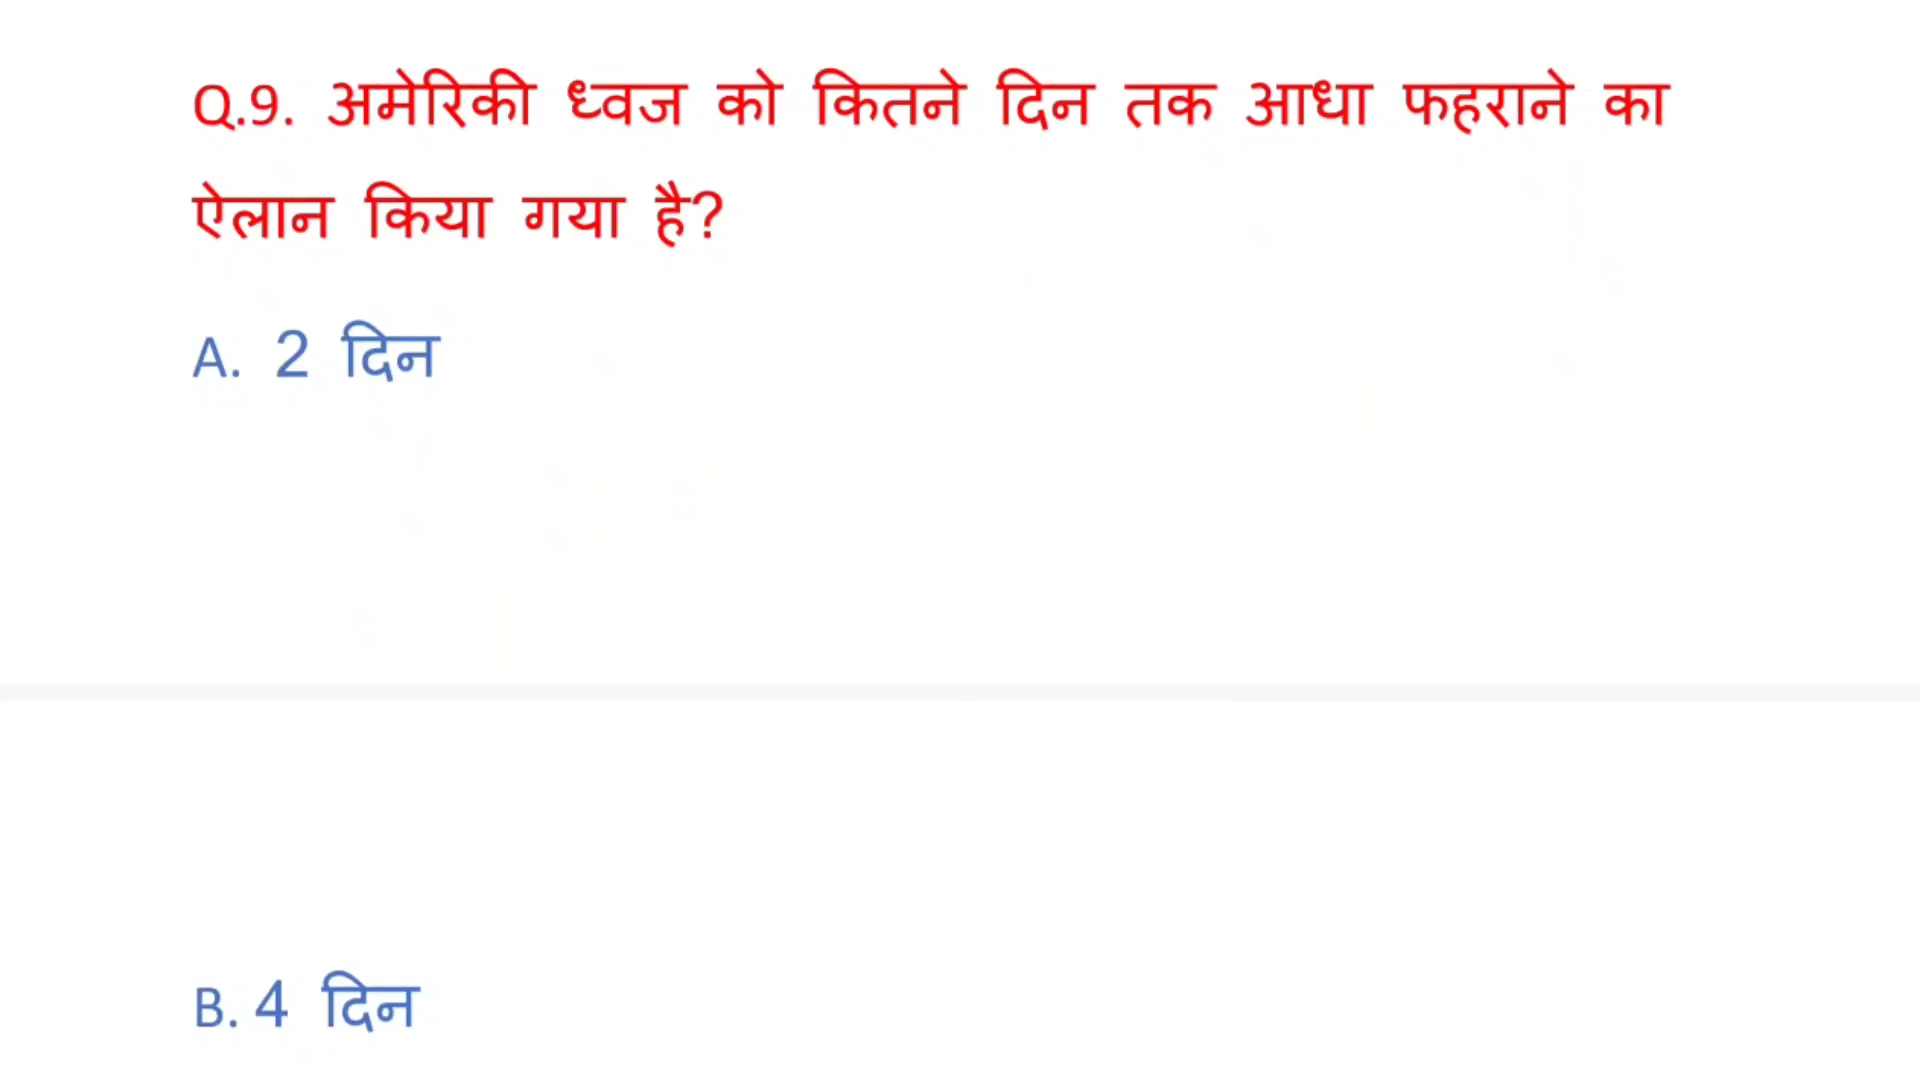 Q.9. अमेरिकी ध्वज को कितने दिन तक आधा फहराने का
ऐलान किया गया है?
A. 2 दिन
B. 4 दिन